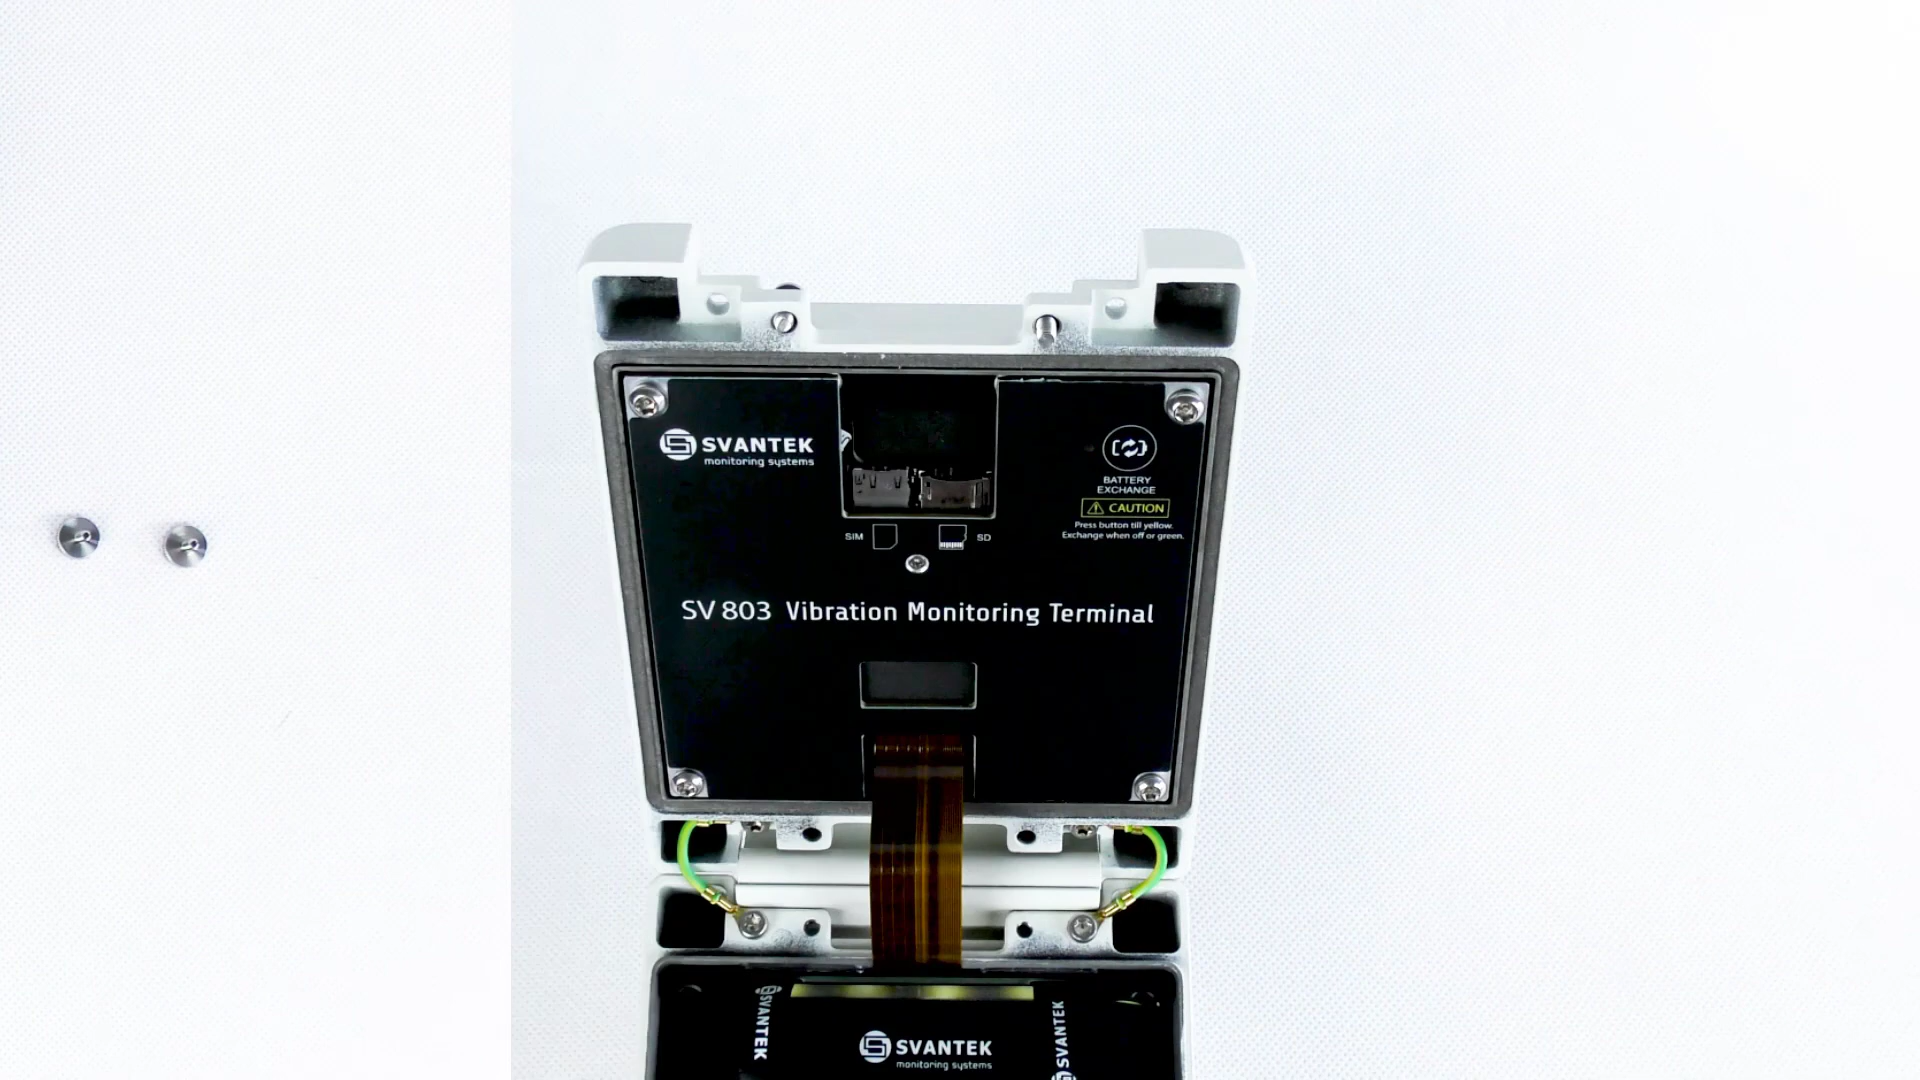 SVANTEK
monitoring systems
BATTERY
EXCHANGE
CAUTION
Press button till yellow.
Exchange when off or green.
SIM
SD
SV 803 Vibration Monitoring Terminal
SVANTEK
SVANTEK
monitoring systems
SVANTEK